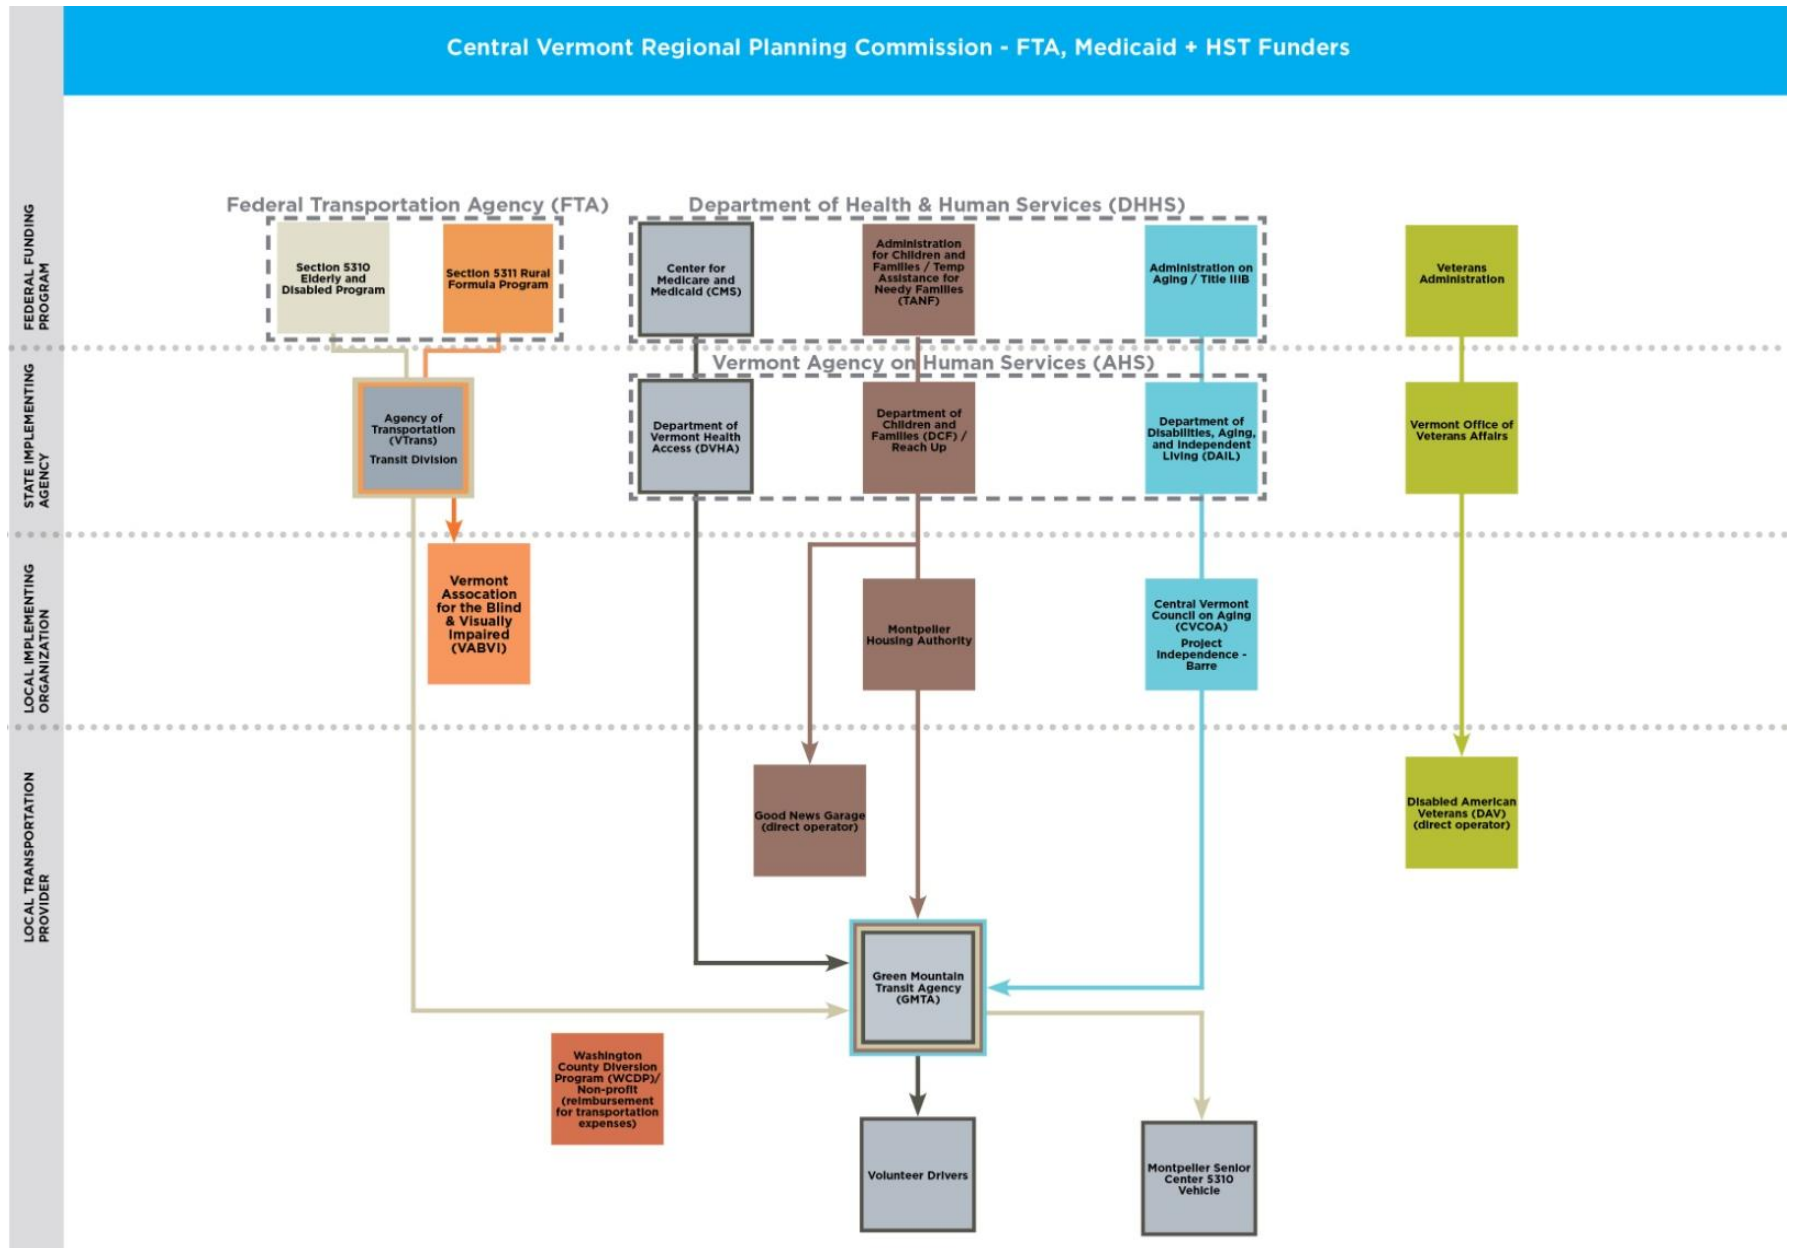 Central Vermont Regional Planning Commission - FTA, Medicaid + HST Funders
FEDERAL FUNDING
PROGRAM
Federal Transportation Agency (FTA)
Department of Health & Human Services (DHHS)
Section 5310
Elderly and
Disabled Program
Section 5311 Rural
Formula Program
Center for
Medicare and
Medicaid (CMS)
Administration
for Children and
Families / Temp
Assistance for
Needy Families
(TANF)
Administration on
Aging / Title IIIB
Veterans
Administration
STATE IMPLEMENTING
AGENCY
Vermont Agency on Human Services (AHS)
Agency of
Transportation
(VTrans)
Transit Division
Department of
Vermont Health
Access (DVHA)
Department of
Children and
Families (DCF) /
Reach Up
Department of
Disabilities, Aging,
and Independent
Living (DAIL)
Vermont Office of
Veterans Affairs
LOCAL IMPLEMENTING
ORGANIZATION
Vermont
Assocation
for the Blind
& Visually
Impaired
(VABVI)
Montpelier
Housing Authority
Central Vermont
Council on Aging
(CVCOA)
Project
Independence -
Barre
LOCAL TRANSPORTATION
PROVIDER
Good News Garage
(direct operator)
Disabled American
Veterans (DAV)
(direct operator)
Green Mountain
Transit Agency
(GMTA)
Washington
County Diversion
Program (WCDP)/
Non-profit
(reimbursement
for transportation
expenses)
Volunteer Drivers
Montpelier Senior
Center 5310
Vehicle